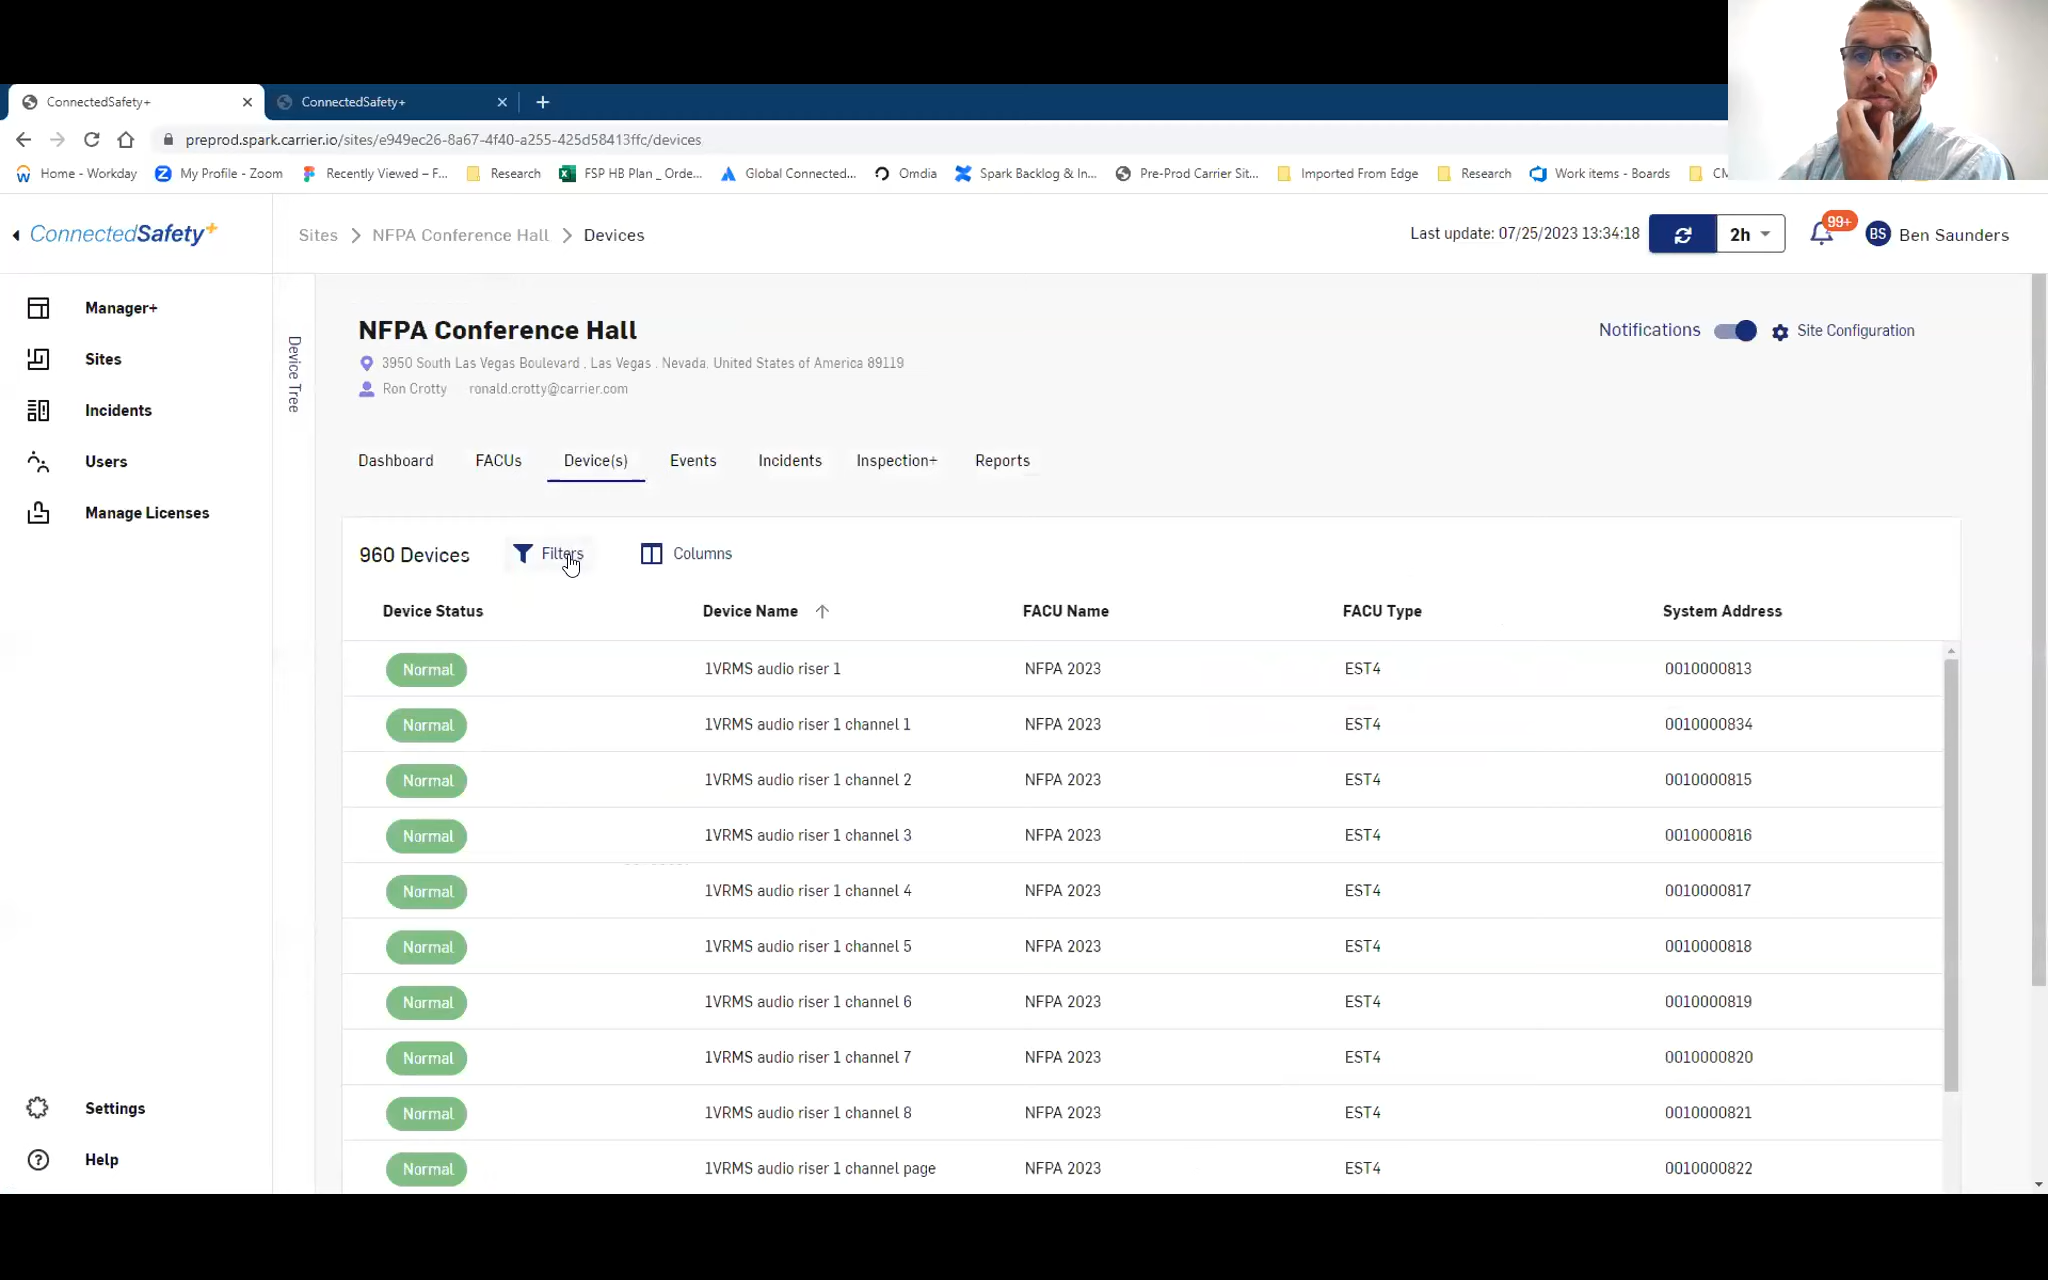 ConnectedSafety+
ConnectedSafety+
preprod.spark.carrier.io/sites/e949ec26-8a67-4f40-a255-425d58413ffc/devices
Home - Workday My Profile - Zoom Recently Viewed – F... Research FSP HB Plan _ Orde... Global Connected... Omdia Spark Backlog & In... Pre-Prod Carrier Sit... Imported From Edge Research Work items - Boards CM
ConnectedSafety+
Sites > NFPA Conference Hall > Devices
Last update: 07/25/2023 13:34:18
2h
99+
BS Ben Saunders
Manager+
Sites
Incidents
Users
Manage Licenses
Settings
Help
Device Tree
NFPA Conference Hall
3950 South Las Vegas Boulevard , Las Vegas . Nevada, United States of America 89119
Ron Crotty ronald.crotty@carrier.com
Notifications Site Configuration
Dashboard FACUs Device(s) Events Incidents Inspection+ Reports
960 Devices Filters Columns
Device Status Device Name FACU Name FACU Type System Address
Normal 1VRMS audio riser 1 NFPA 2023 EST4 0010000813
Normal 1VRMS audio riser 1 channel 1 NFPA 2023 EST4 0010000834
Normal 1VRMS audio riser 1 channel 2 NFPA 2023 EST4 0010000815
Normal 1VRMS audio riser 1 channel 3 NFPA 2023 EST4 0010000816
Normal 1VRMS audio riser 1 channel 4 NFPA 2023 EST4 0010000817
Normal 1VRMS audio riser 1 channel 5 NFPA 2023 EST4 0010000818
Normal 1VRMS audio riser 1 channel 6 NFPA 2023 EST4 0010000819
Normal 1VRMS audio riser 1 channel 7 NFPA 2023 EST4 0010000820
Normal 1VRMS audio riser 1 channel 8 NFPA 2023 EST4 0010000821
Normal 1VRMS audio riser 1 channel page NFPA 2023 EST4 0010000822